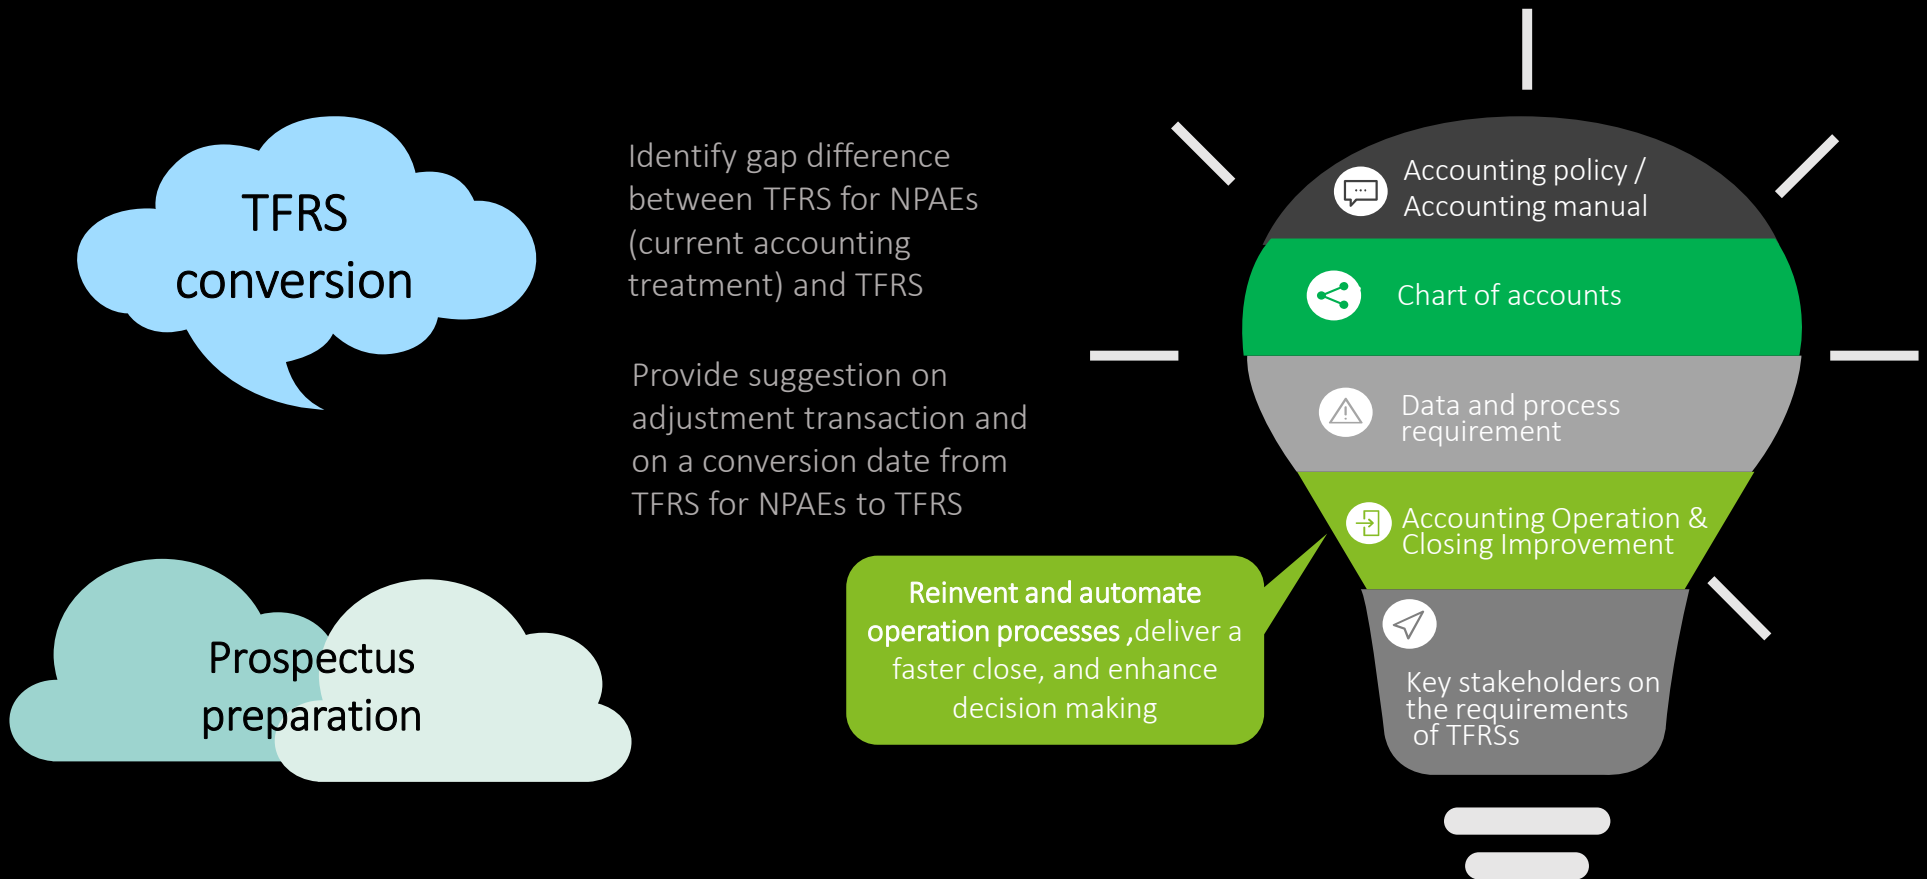 TFRS
conversion
Identify gap difference
between TFRS for NPAEs
(current accounting
treatment) and TFRS
Provide suggestion on
adjustment transaction and
on a conversion date from
TFRS for NPAEs to TFRS
Prospectus
preparation
Reinvent and automate
operation processes ,deliver a
faster close, and enhance
decision making
Accounting policy /
Accounting manual
Chart of accounts
Data and process
requirement
Accounting Operation &
Closing Improvement
Key stakeholders on
the requirements
of TFRSs